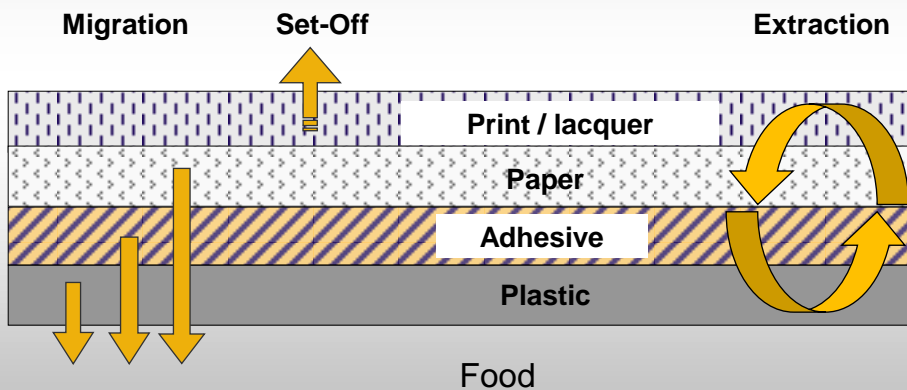 Migration Set-Off Extraction
Print / lacquer
Paper
Adhesive
Plastic
Food